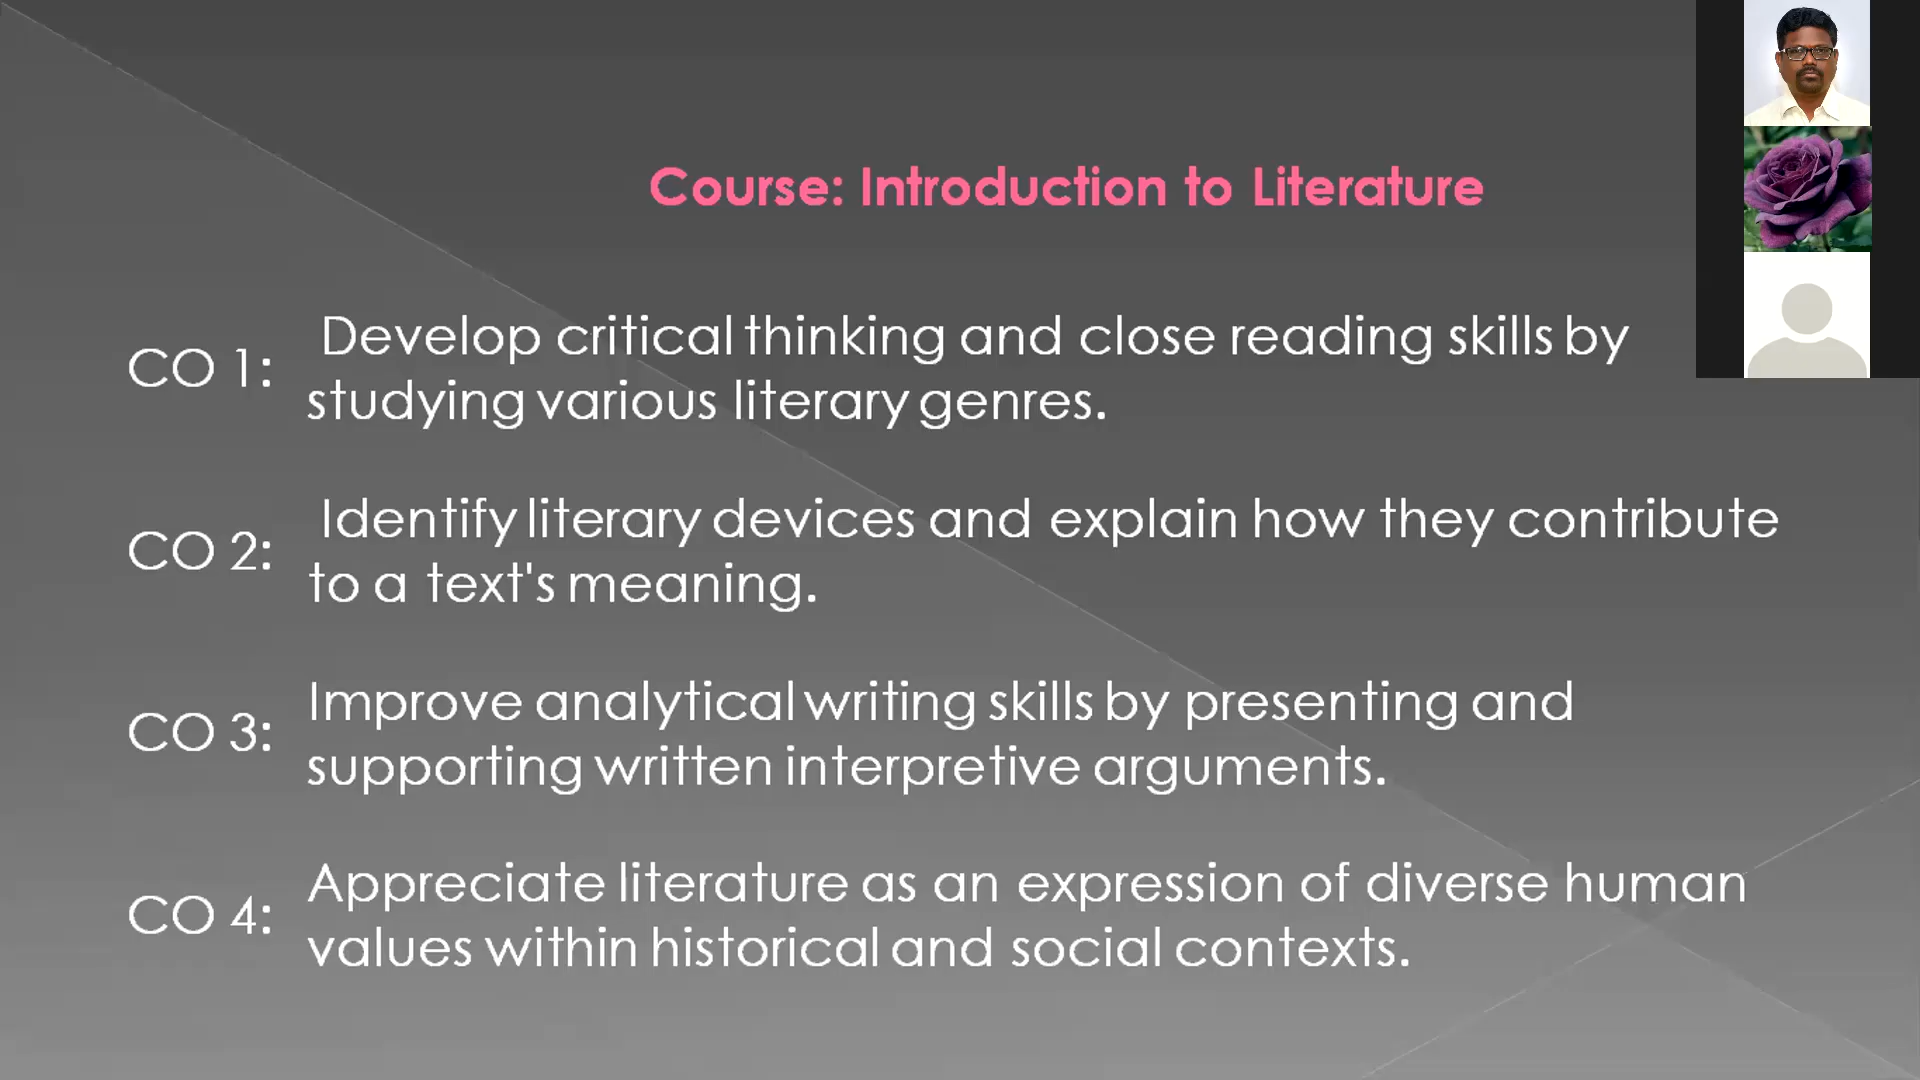 Course: Introduction to Literature
CO 1: Develop critical thinking and close reading skills by
studying various literary genres.
CO 2: Identify literary devices and explain how they contribute
to a text's meaning.
CO 3: Improve analytical writing skills by presenting and
supporting written interpretive arguments.
CO 4: Appreciate literature as an expression of diverse human
values within historical and social contexts.